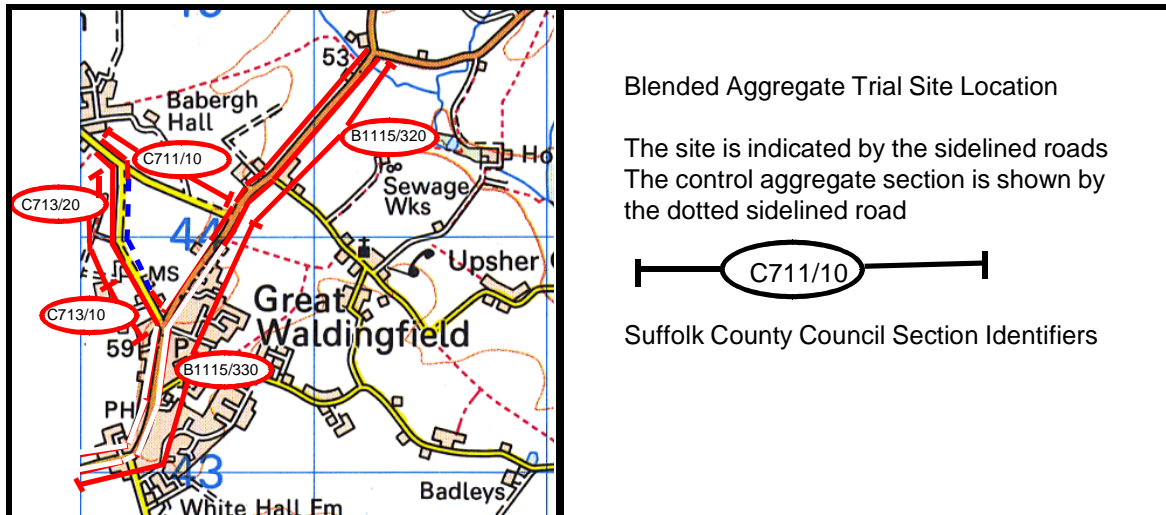 53
Babergh
Hall
B1115/320
C711/10
Ho
Sewage
Wks
C713/20
44
MS
Upsher
Great
Waldingfield
C713/10
59
P
B1115/330
PH
43
Badleys
White Hall Fm
Blended Aggregate Trial Site Location
The site is indicated by the sidelined roads
The control aggregate section is shown by
the dotted sidelined road
C711/10
Suffolk County Council Section Identifiers